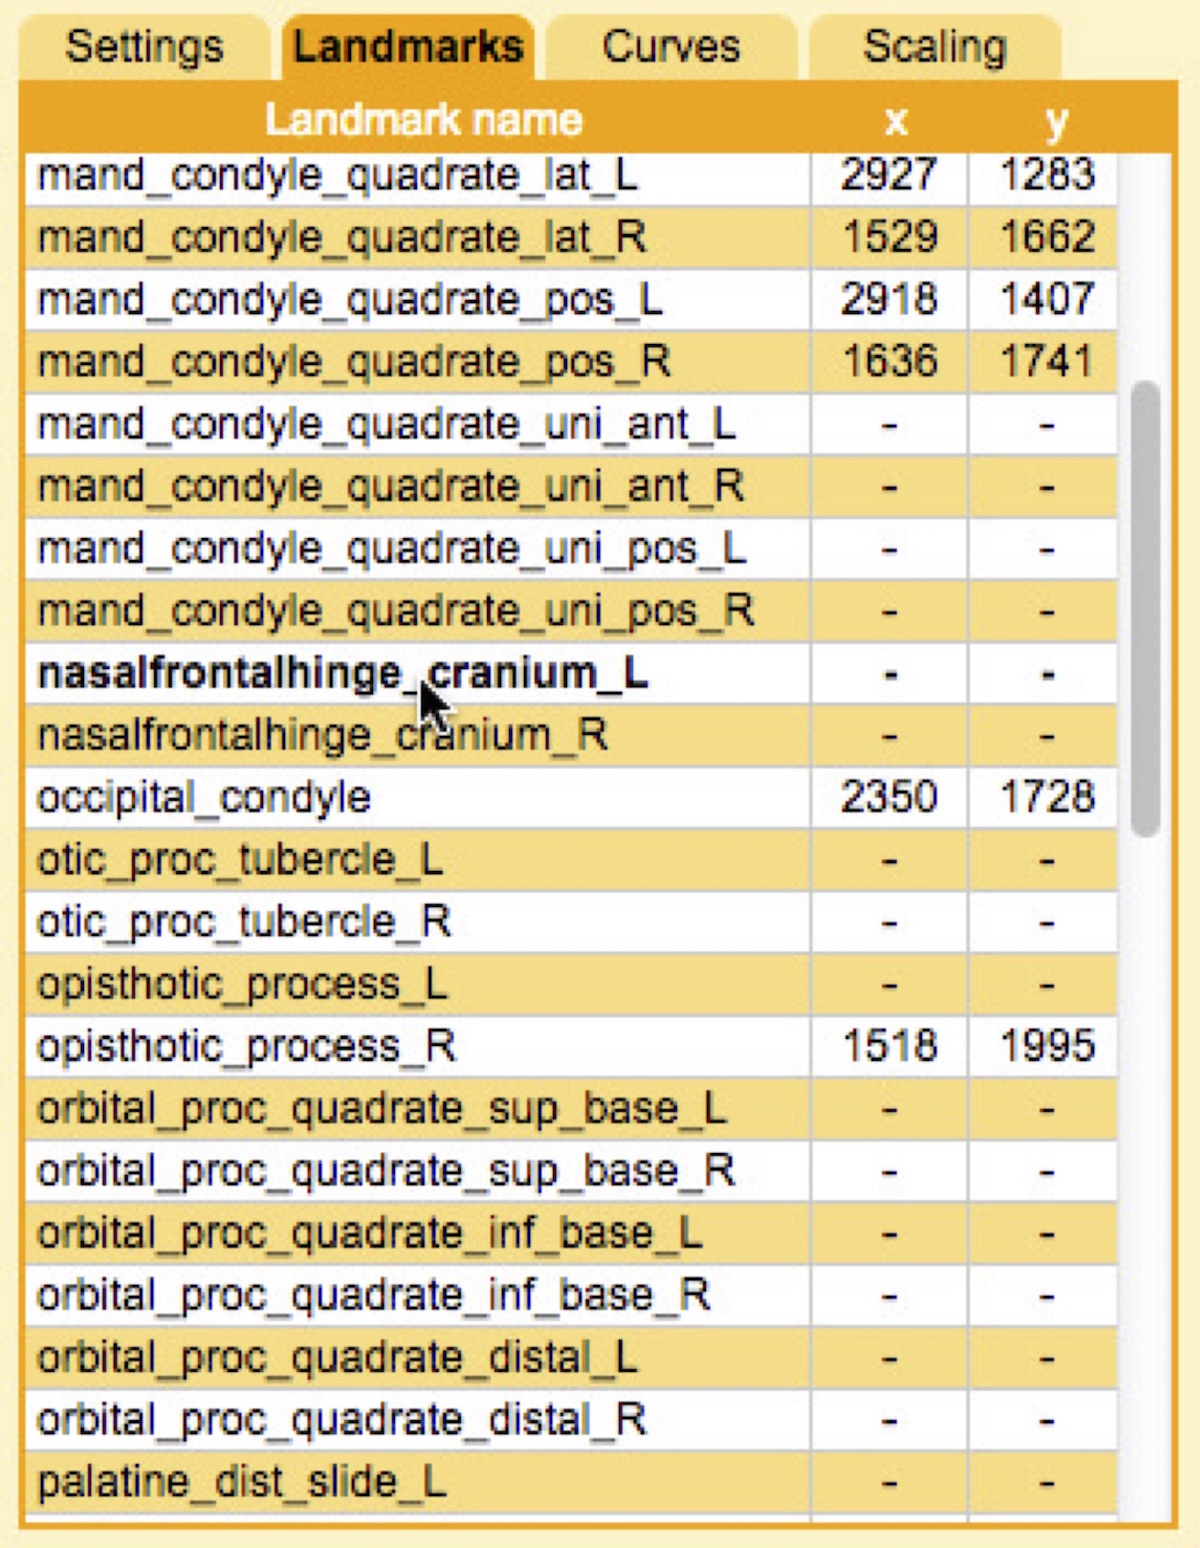 Settings Landmarks Curves Scaling
Landmark name x y
mand_condyle_quadrate_lat_L 2927 1283
mand_condyle_quadrate_lat_R 1529 1662
mand_condyle_quadrate_pos_L 2918 1407
mand_condyle_quadrate_pos_R 1636 1741
mand_condyle_quadrate_uni_ant_L - -
mand_condyle_quadrate_uni_ant_R - -
mand_condyle_quadrate_uni_pos_L - -
mand_condyle_quadrate_uni_pos_R - -
nasalfrontalhinge_cranium_L - -
nasalfrontalhinge_cranium_R - -
occipital_condyle 2350 1728
otic_proc_tubercle_L - -
otic_proc_tubercle_R - -
opisthotic_process_L - -
opisthotic_process_R 1518 1995
orbital_proc_quadrate_sup_base_L - -
orbital_proc_quadrate_sup_base_R - -
orbital_proc_quadrate_inf_base_L - -
orbital_proc_quadrate_inf_base_R - -
orbital_proc_quadrate_distal_L - -
orbital_proc_quadrate_distal_R - -
palatine_dist_slide_L - -